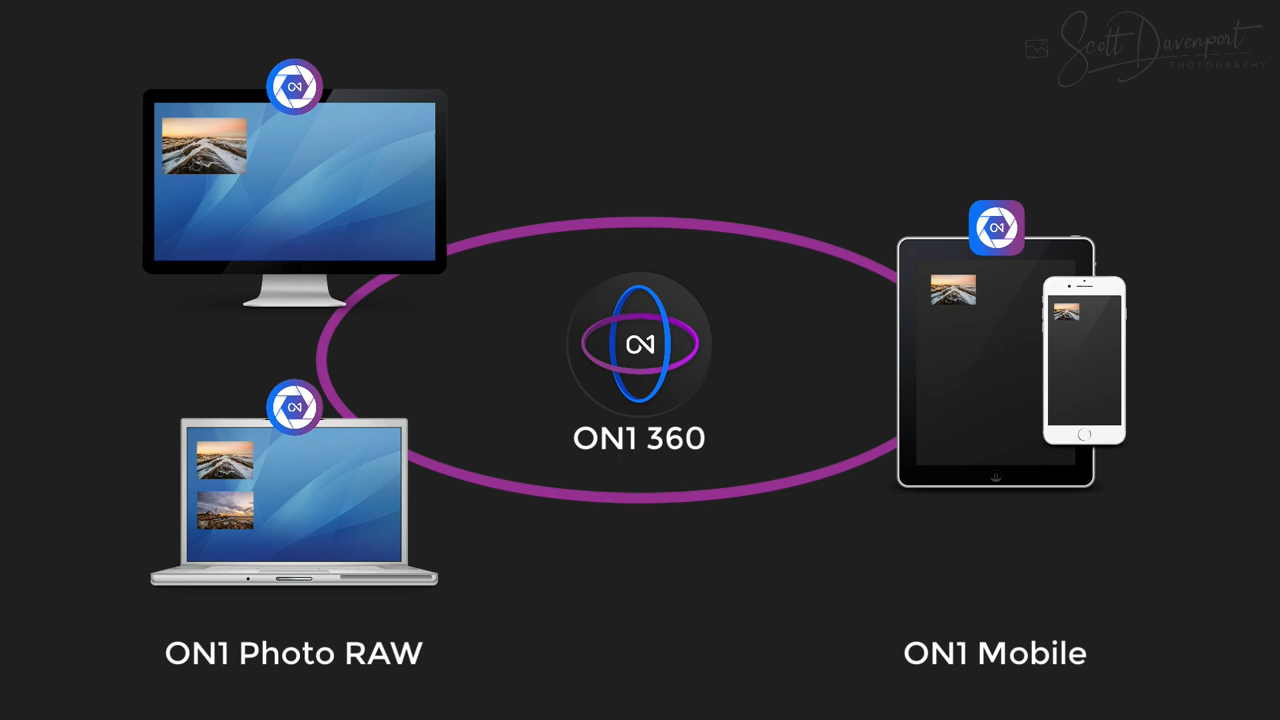 Scott Davenport
PHOTOGRAPHY
ON1 360
ON1 Photo RAW
ON1 Mobile